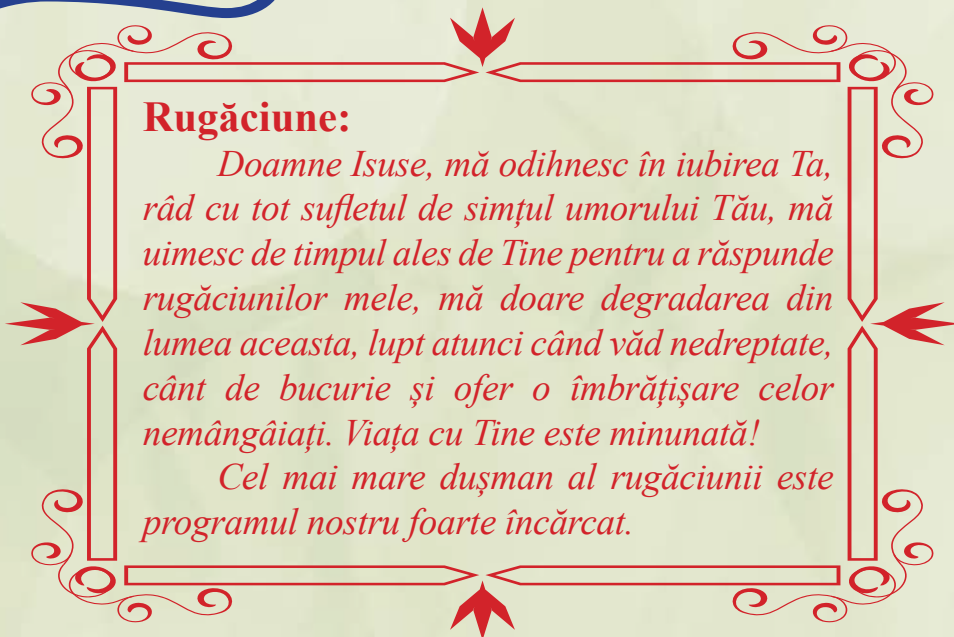 Rugăciune:
Doamne Isuse, mă odihnesc în iubirea Ta,
râd cu tot sufletul de simțul umorului Tău, mă
uimesc de timpul ales de Tine pentru a răspunde
rugăciunilor mele, mă doare degradarea din
lumea aceasta, lupt atunci când văd nedreptate,
cânt de bucurie și ofer o îmbrățișare celor
nemângâiați. Viața cu Tine este minunată!
Cel mai mare dușman al rugăciunii este
programul nostru foarte încărcat.